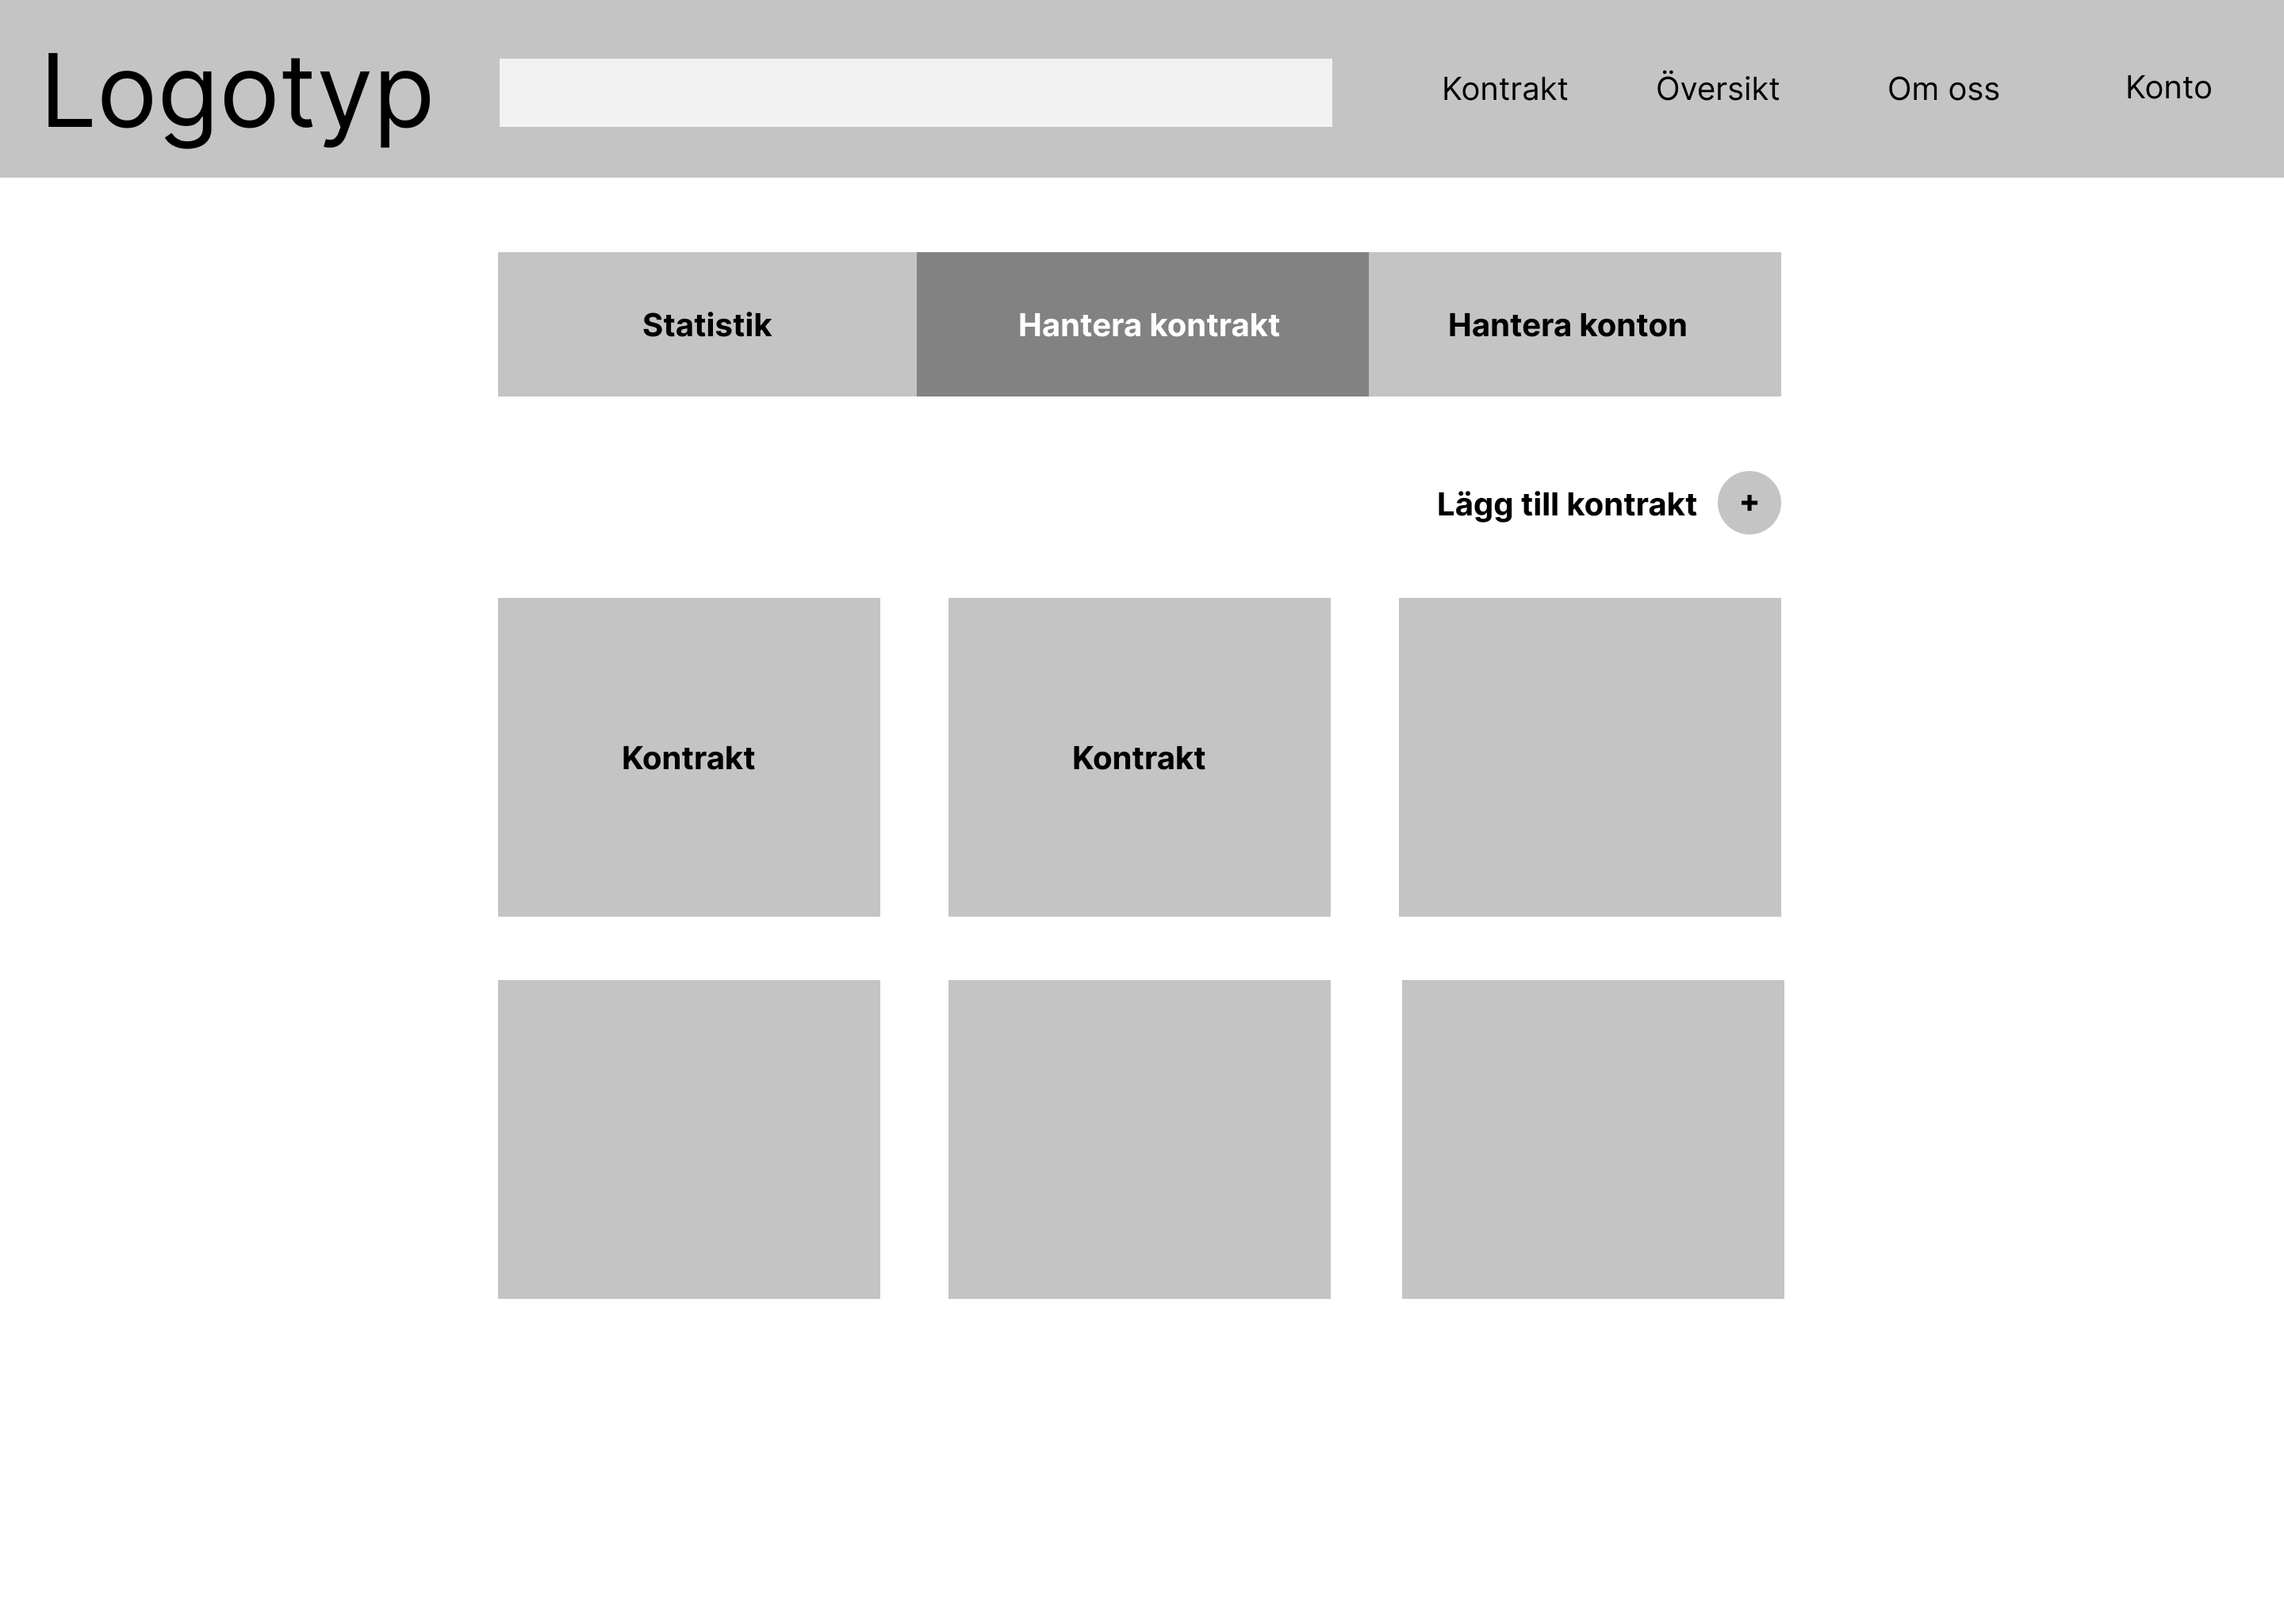 Logotyp
Kontrakt
Översikt
Om oss
Konto
Statistik
Hantera kontrakt
Hantera konton
Lägg till kontrakt
+
Kontrakt
Kontrakt